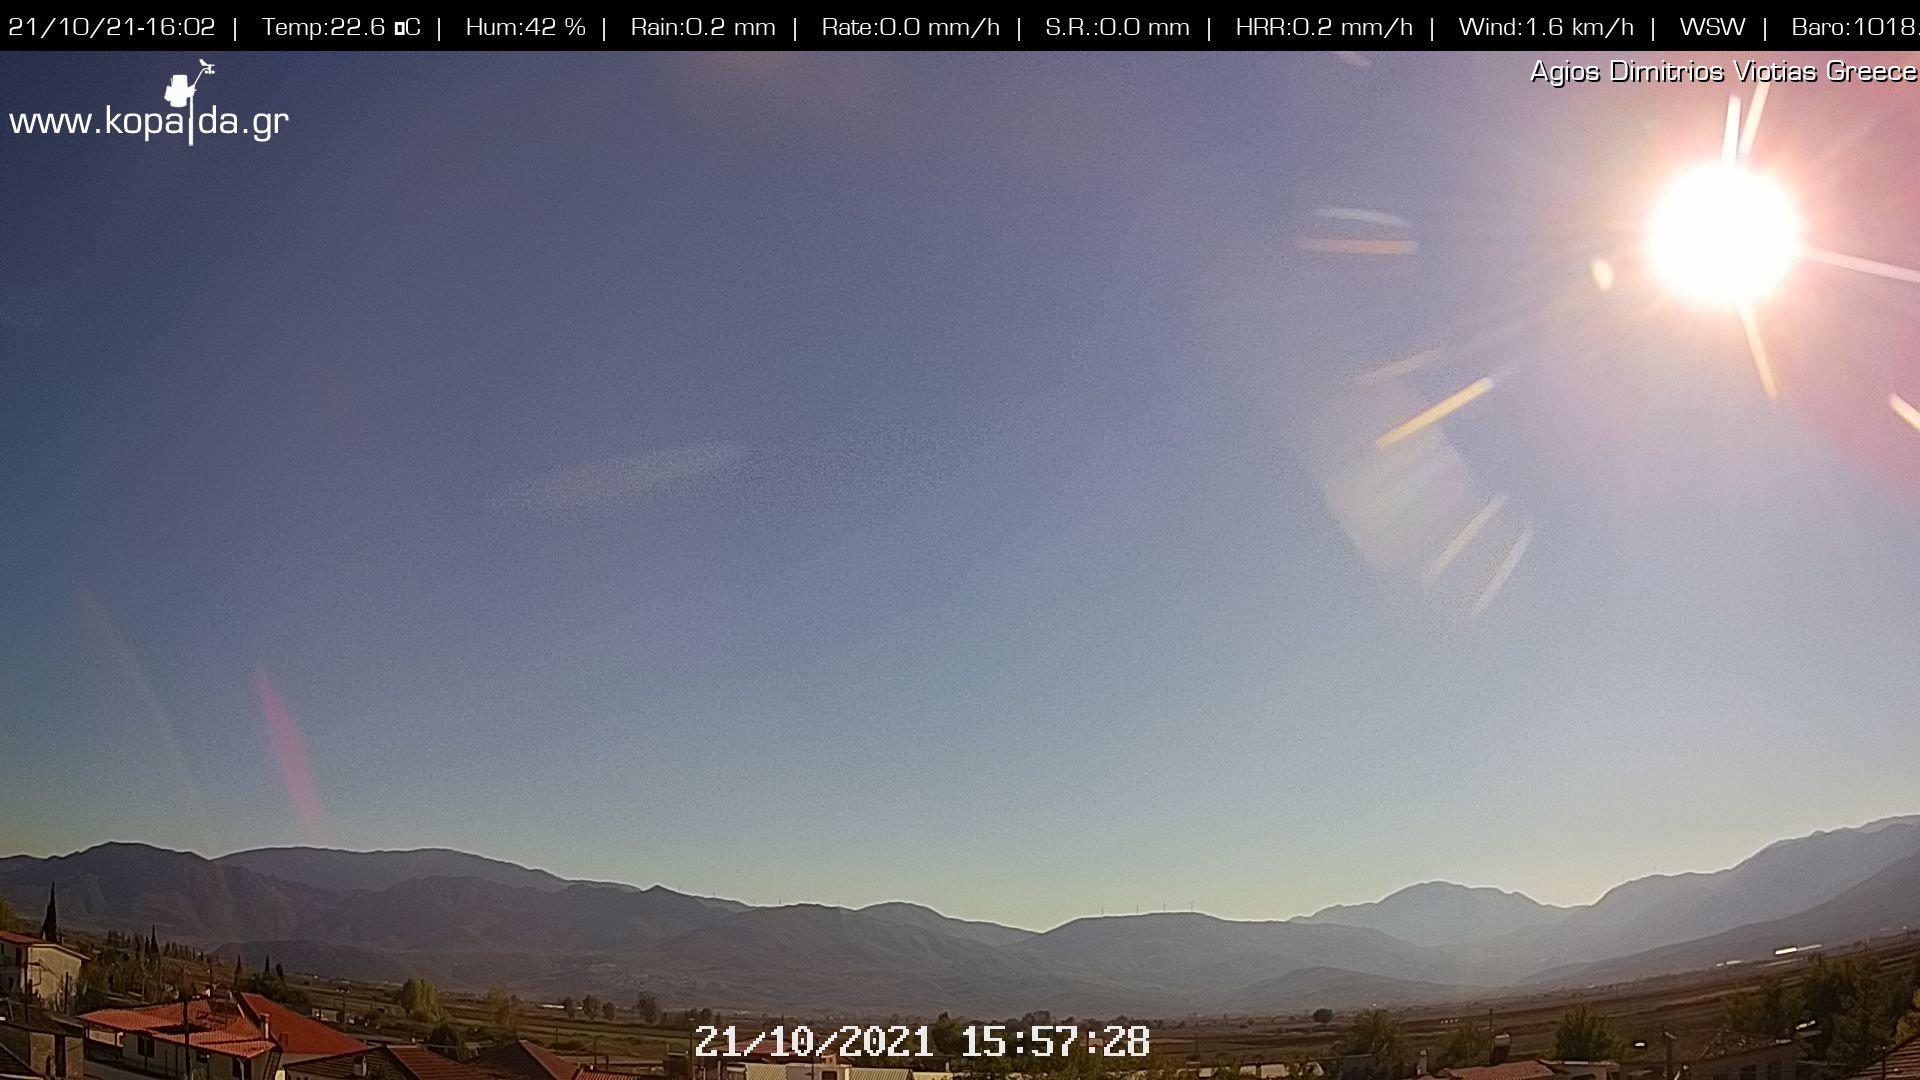 21/10/21-16:02 | Temp:22.6 ▯C | Hum:42 % | Rain:0.2 mm | Rate:0.0 mm/h | S.R.:0.0 mm | HRR:0.2 mm/h | Wind:1.6 km/h | WSW | Baro:1018.
Agios Dimitrios Viotias Greece
www.kopaida.gr
21/10/2021 15:57:28